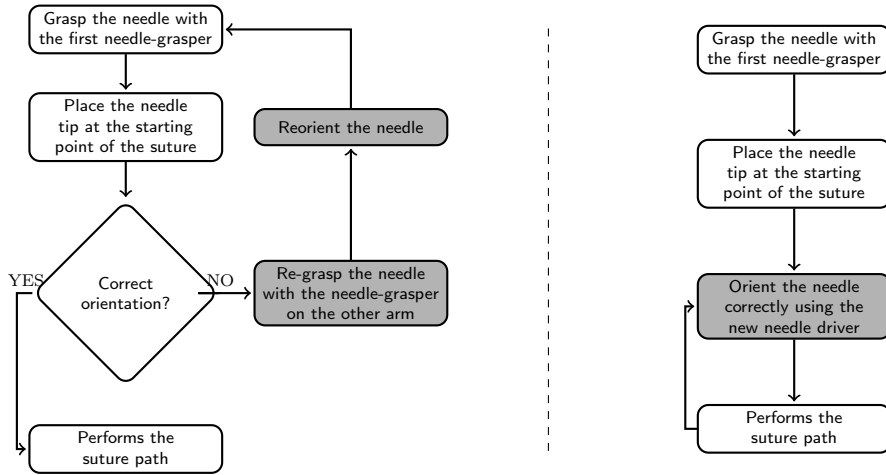 Grasp the needle with
the first needle-grasper
Place the needle
tip at the starting
point of the suture
Reorient the needle
YES
Correct
orientation?
NO
Re-grasp the needle
with the needle-grasper
on the other arm
Performs the
suture path
Grasp the needle with
the first needle-grasper
Place the needle
tip at the starting
point of the suture
Orient the needle
correctly using the
new needle driver
Performs the
suture path